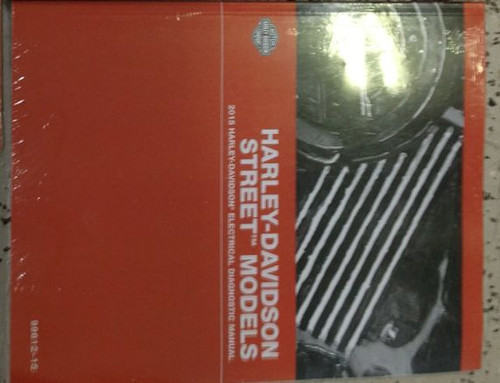 HARLEY-DAVIDSON
STREET™ MODELS
2015 HARLEY-DAVIDSON® ELECTRICAL DIAGNOSTIC MANUAL